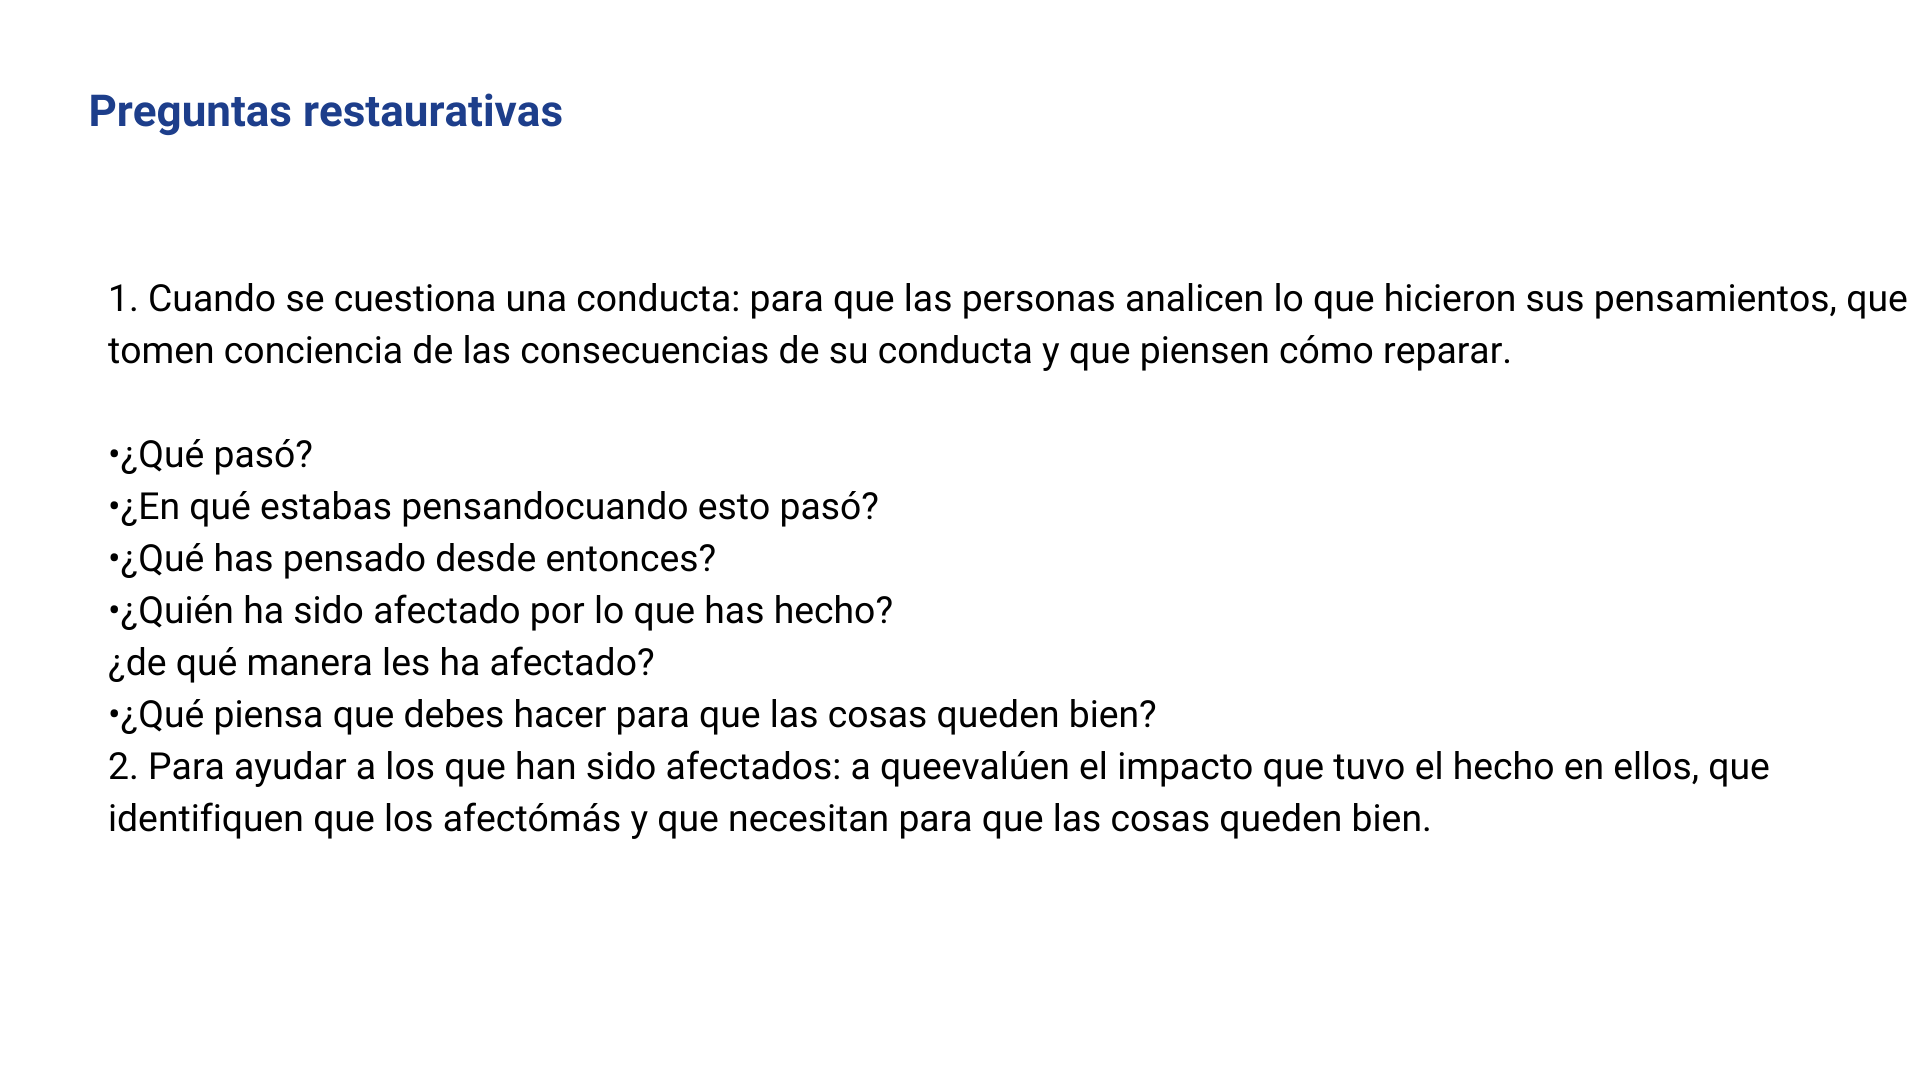 Preguntas restaurativas
1. Cuando se cuestiona una conducta: para que las personas analicen lo que hicieron sus pensamientos, que
tomen conciencia de las consecuencias de su conducta y que piensen cómo reparar.
•¿Qué pasó?
•¿En qué estabas pensandocuando esto pasó?
•¿Qué has pensado desde entonces?
•¿Quién ha sido afectado por lo que has hecho?
¿de qué manera les ha afectado?
•¿Qué piensa que debes hacer para que las cosas queden bien?
2. Para ayudar a los que han sido afectados: a queevalúen el impacto que tuvo el hecho en ellos, que
identifiquen que los afectómás y que necesitan para que las cosas queden bien.